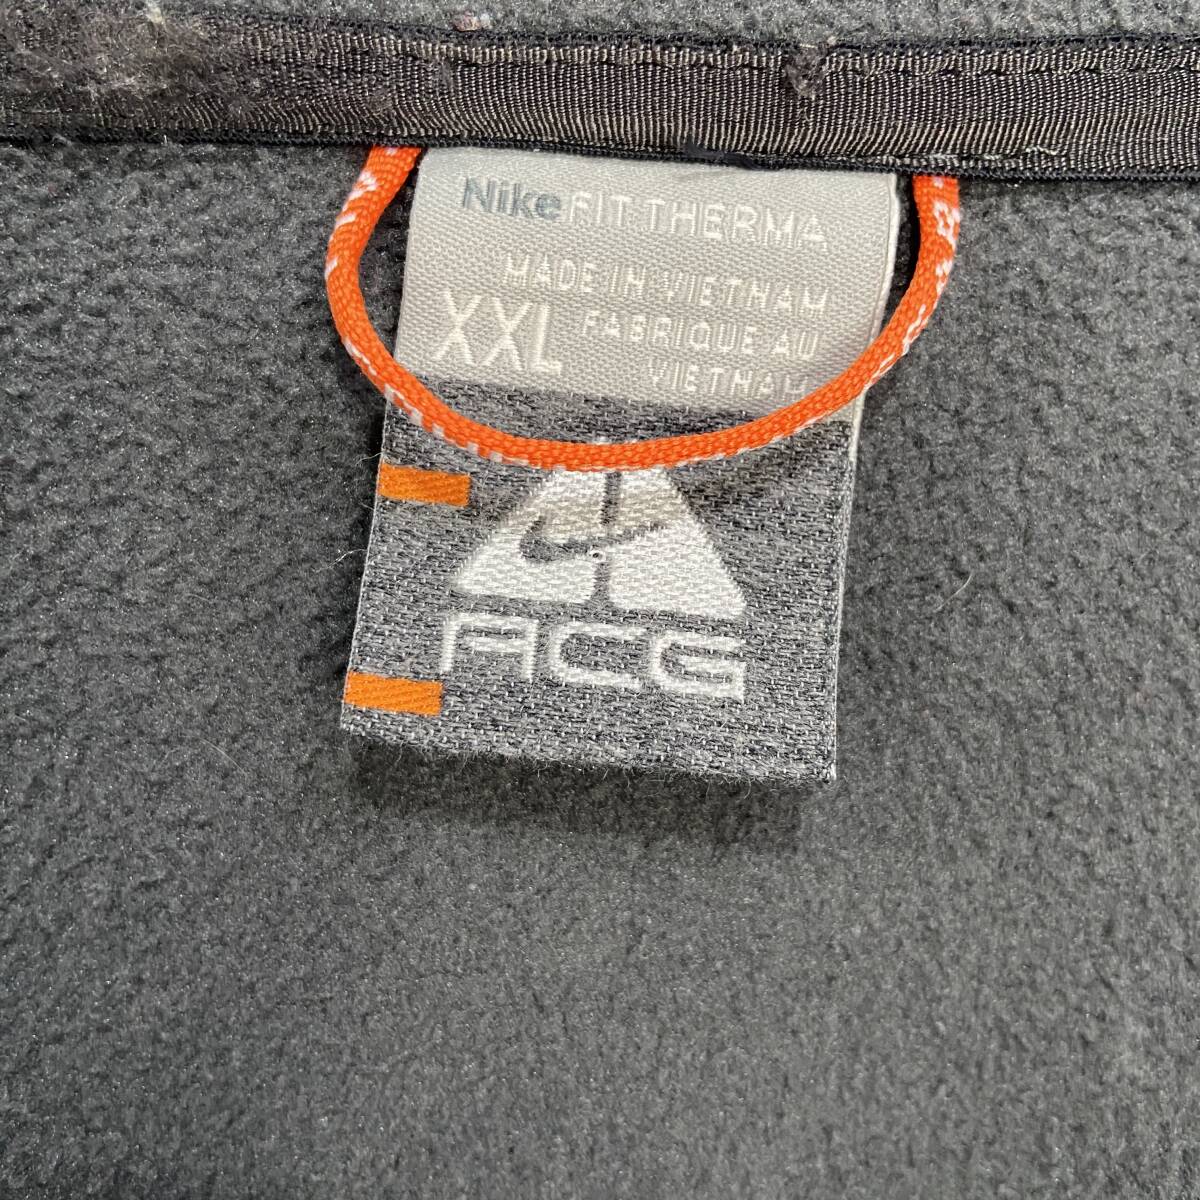 Nike FIT THERMA
MADE IN VIETNAM
XXL FABRIQUE AU
VIETNAM
ACG